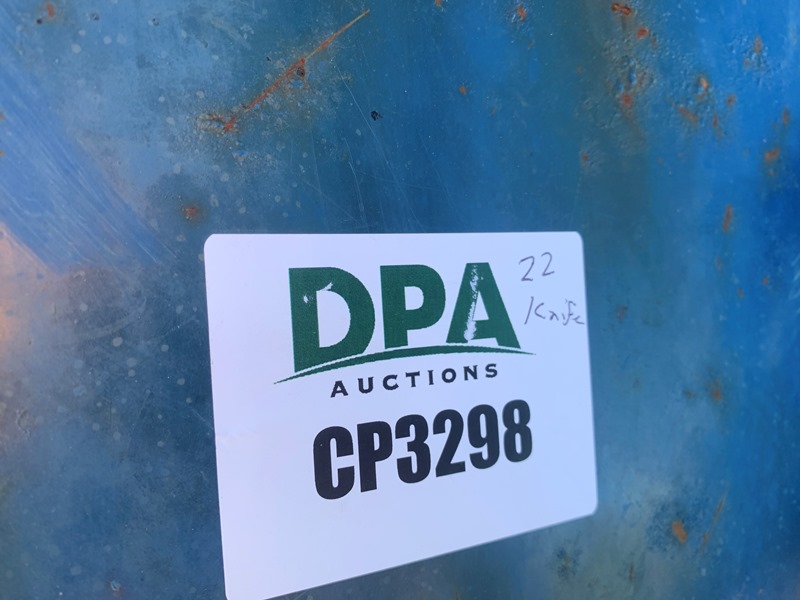 DPA
AUCTIONS
22
Knife
CP3298